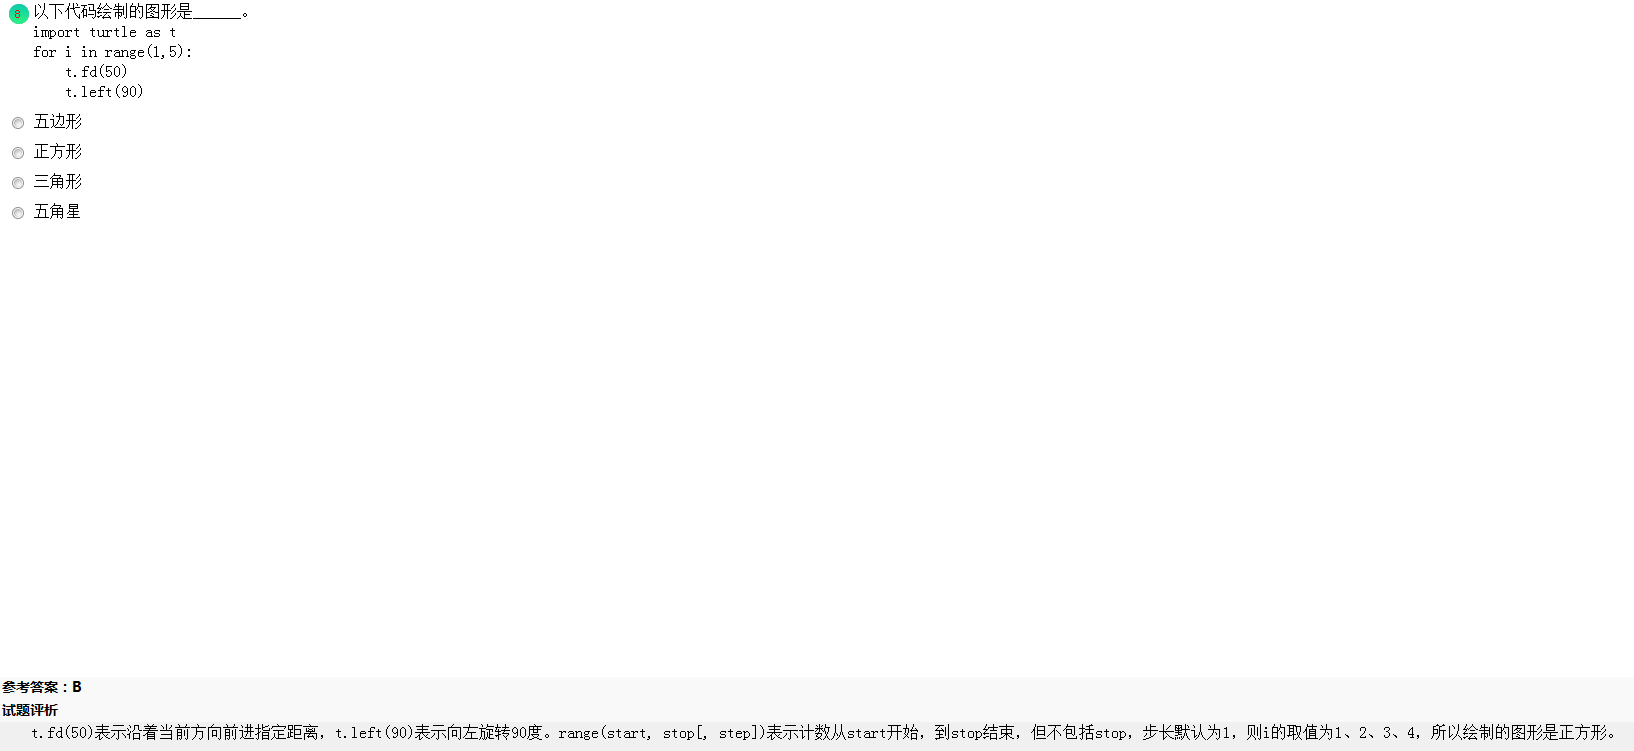 8 以下代码绘制的图形是______。
import turtle as t
for i in range(1,5):
    t.fd(50)
    t.left(90)
五边形
正方形
三角形
五角星
参考答案：B
试题评析
t.fd(50)表示沿着当前方向前进指定距离，t.left(90)表示向左旋转90度。range(start, stop[, step])表示计数从start开始，到stop结束，但不包括stop，步长默认为1，则i的取值为1、2、3、4，所以绘制的图形是正方形。